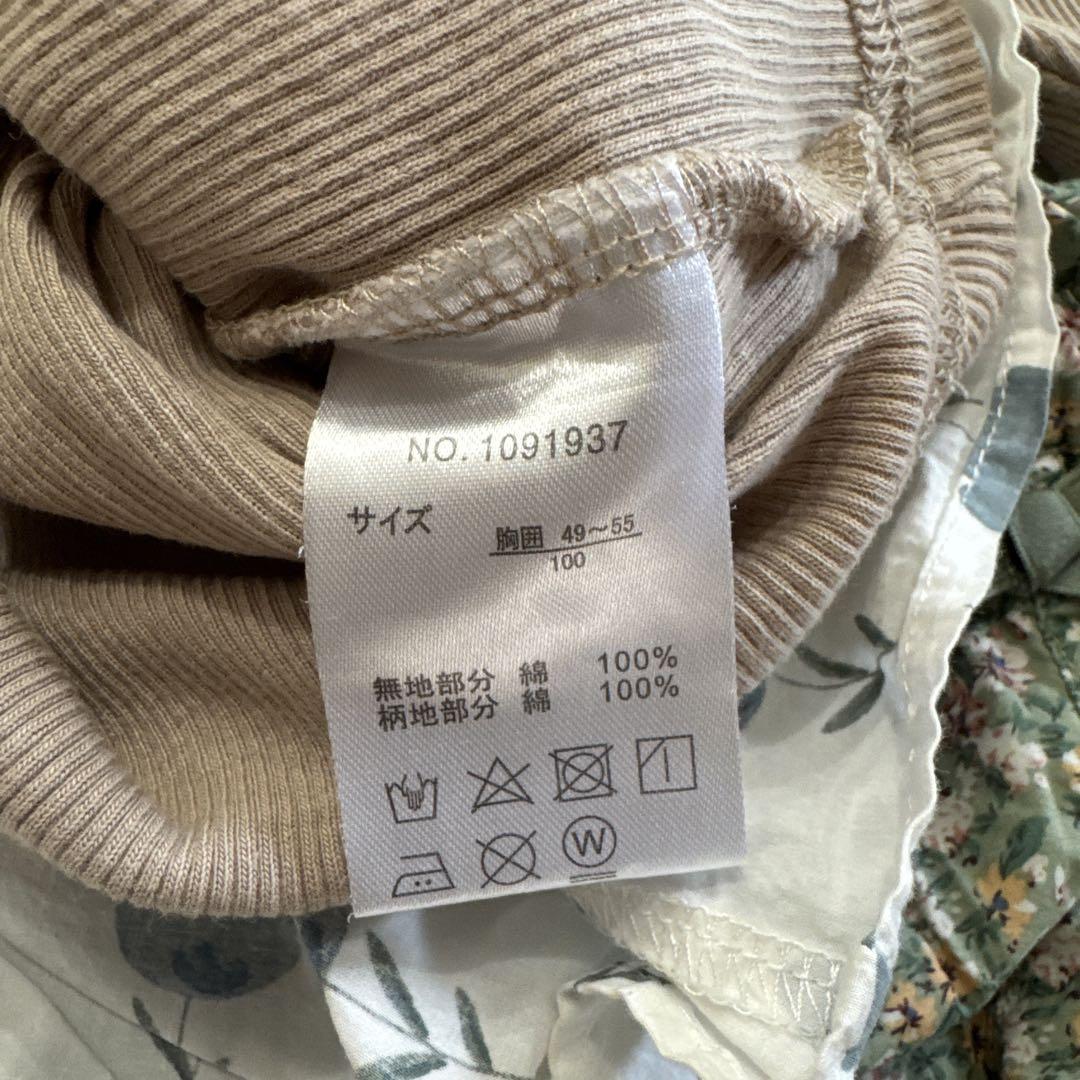 NO. 1091937
サイズ
胸囲 49～55
100
無地部分 綿 100%
柄地部分 綿 100%
W